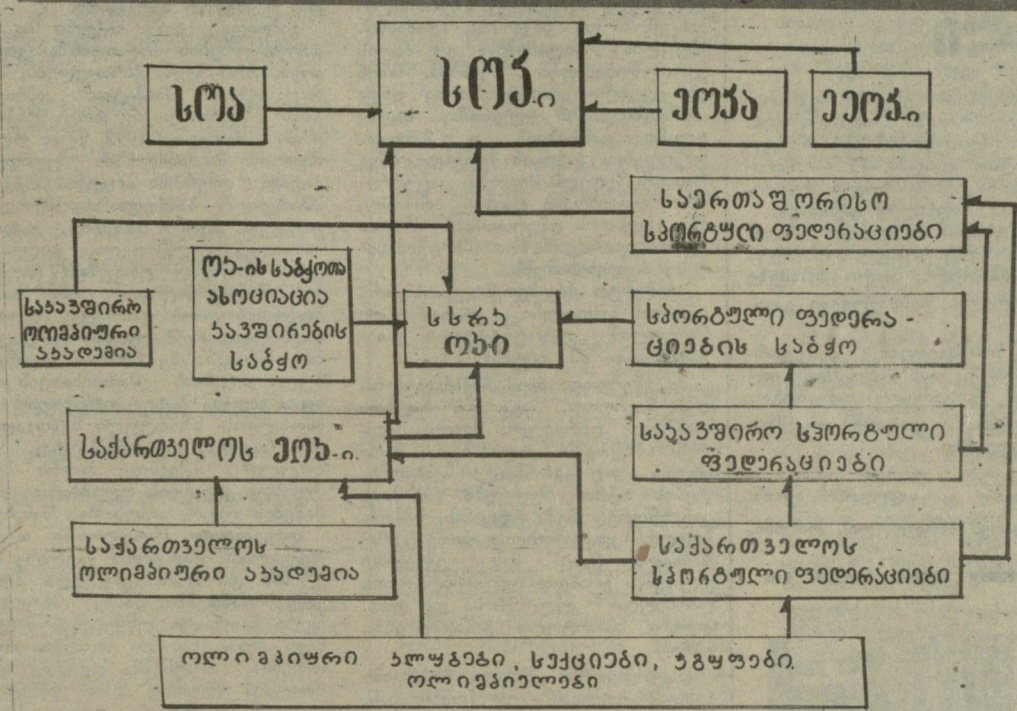 სოა
სოკ-ი
ეოკა
ეეოკ-ი
საერთაშორისო
სპორტული ფედერაციები
საკავშირო
ოლიმპიური
აკადემია
ოკ-ის საბჭოთა
ასოციაცია
კავშირების
საბჭო
სსრკ
ოკი
სპორტული ფედერა-
ციების საბჭო
საქართველოს ეოკ-ი.
საკავშირო სპორტული
ფედერაციები
საქართველოს
ოლიმპიური აკადემია
საქართველოს
სპორტული ფედერაციები
ოლიმპიური კლუბები, სექციები, ჯგუფები.
ოლიმპიელები